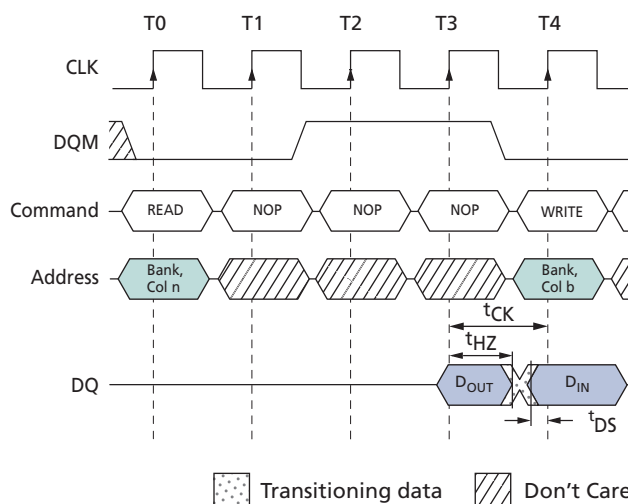 T0 T1 T2 T3 T4
CLK
DQM
Command READ NOP NOP NOP WRITE
Address Bank, Col n Bank, Col b
tCK
tHZ
DQ DOUT DIN
tDS
Transitioning data Don't Care